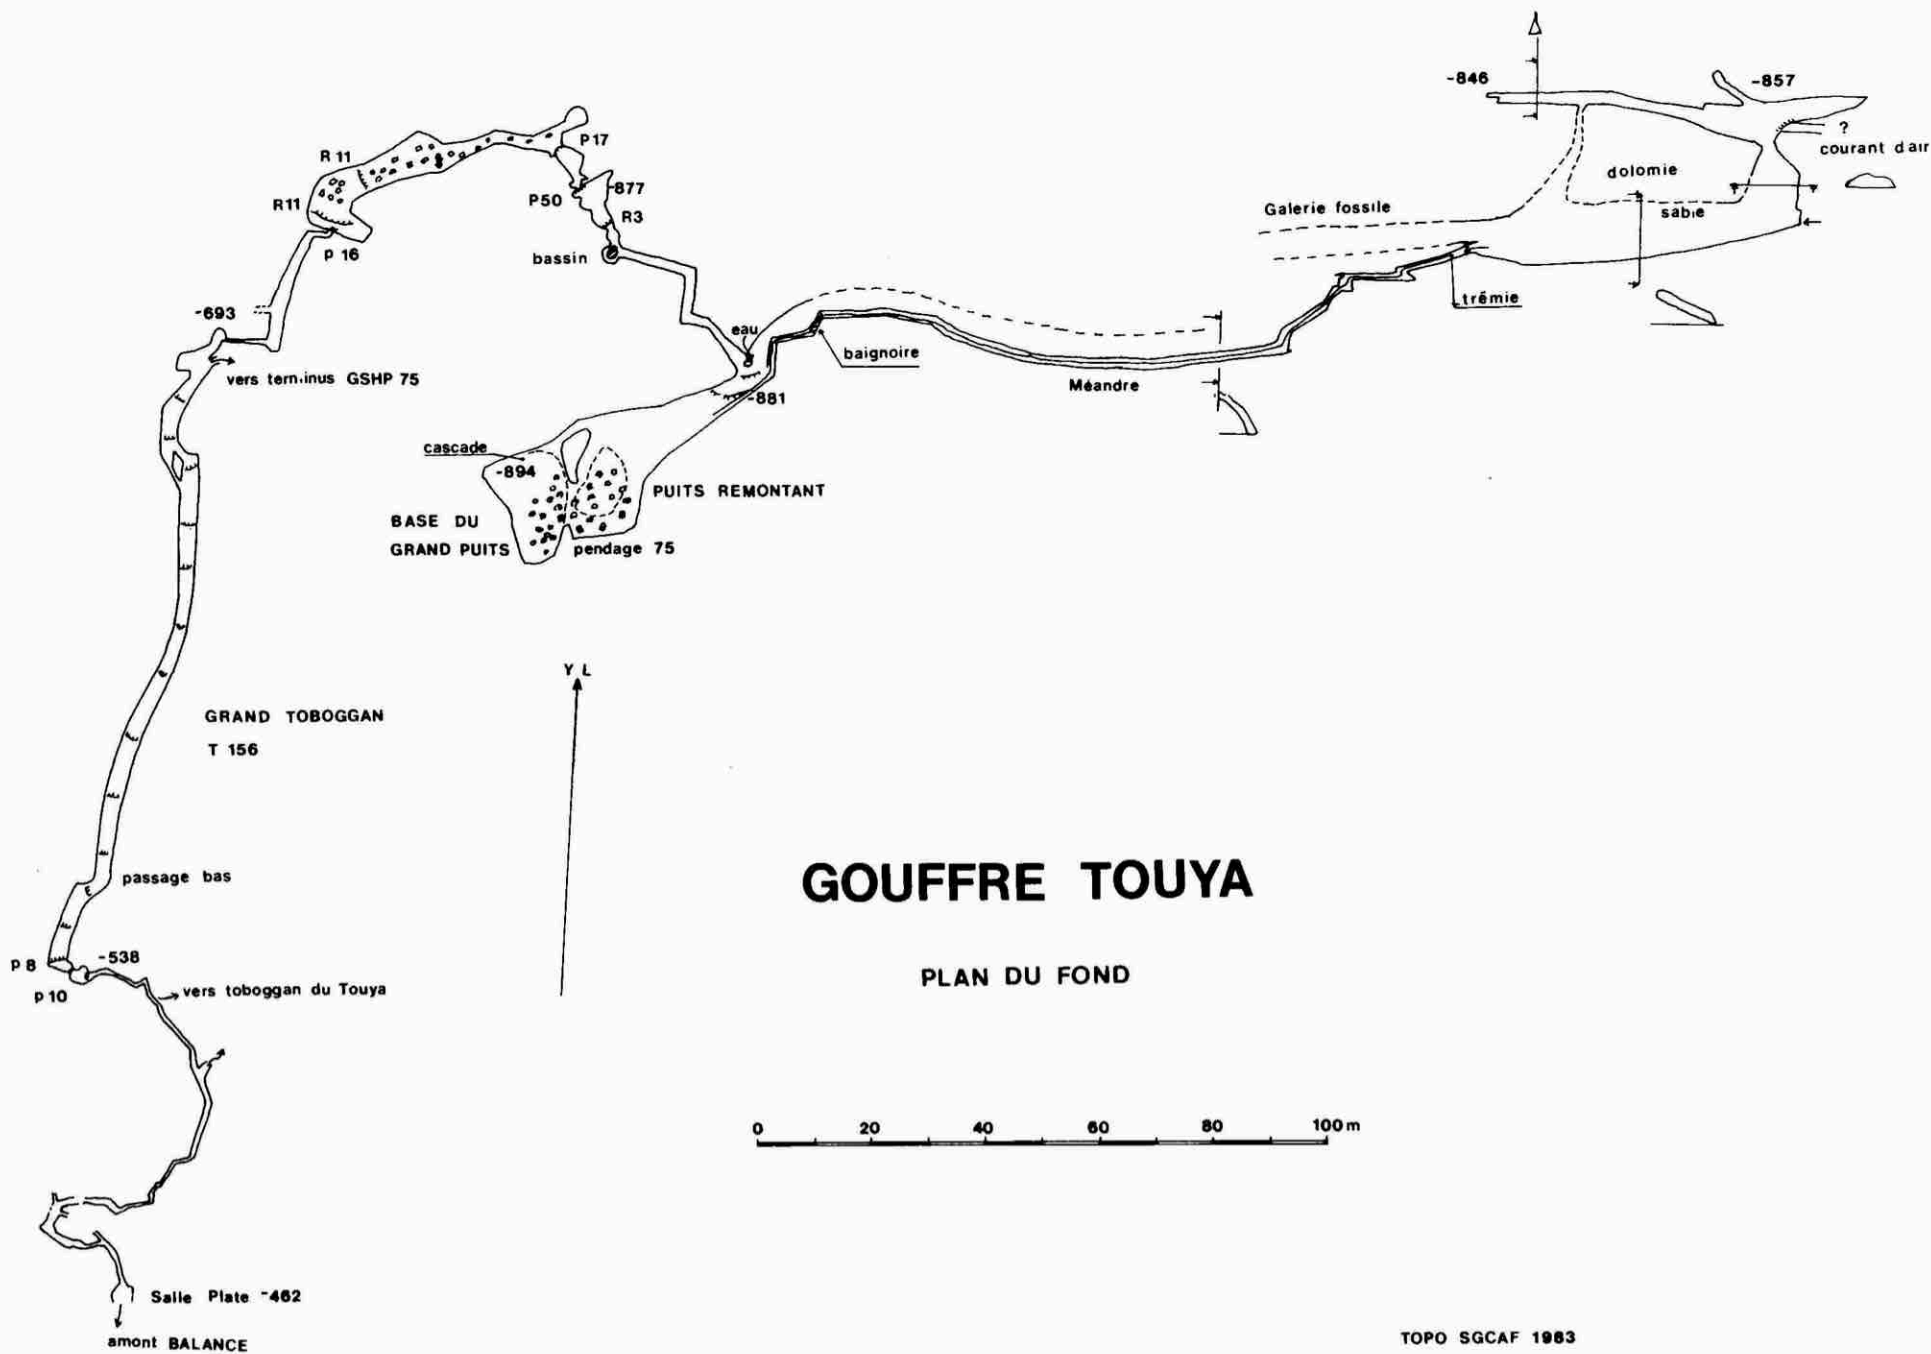 -846
-857
?
courant d'air
dolomie
sable
Galerie fossile
trémie
P 17
R 11
-877
P50
R3
R11
P 16
bassin
-693
eau
baignoire
vers terminus GSHP 75
Méandre
-881
cascade
-894
PUITS REMONTANT
BASE DU
GRAND PUITS
pendage 75
Y L
GRAND TOBOGGAN
T 156
GOUFFRE TOUYA
passage bas
PLAN DU FOND
P 8
-538
P 10
vers toboggan du Touya
0 20 40 60 80 100 m
Salle Plate -462
amont BALANCE
TOPO SGCAF 1983